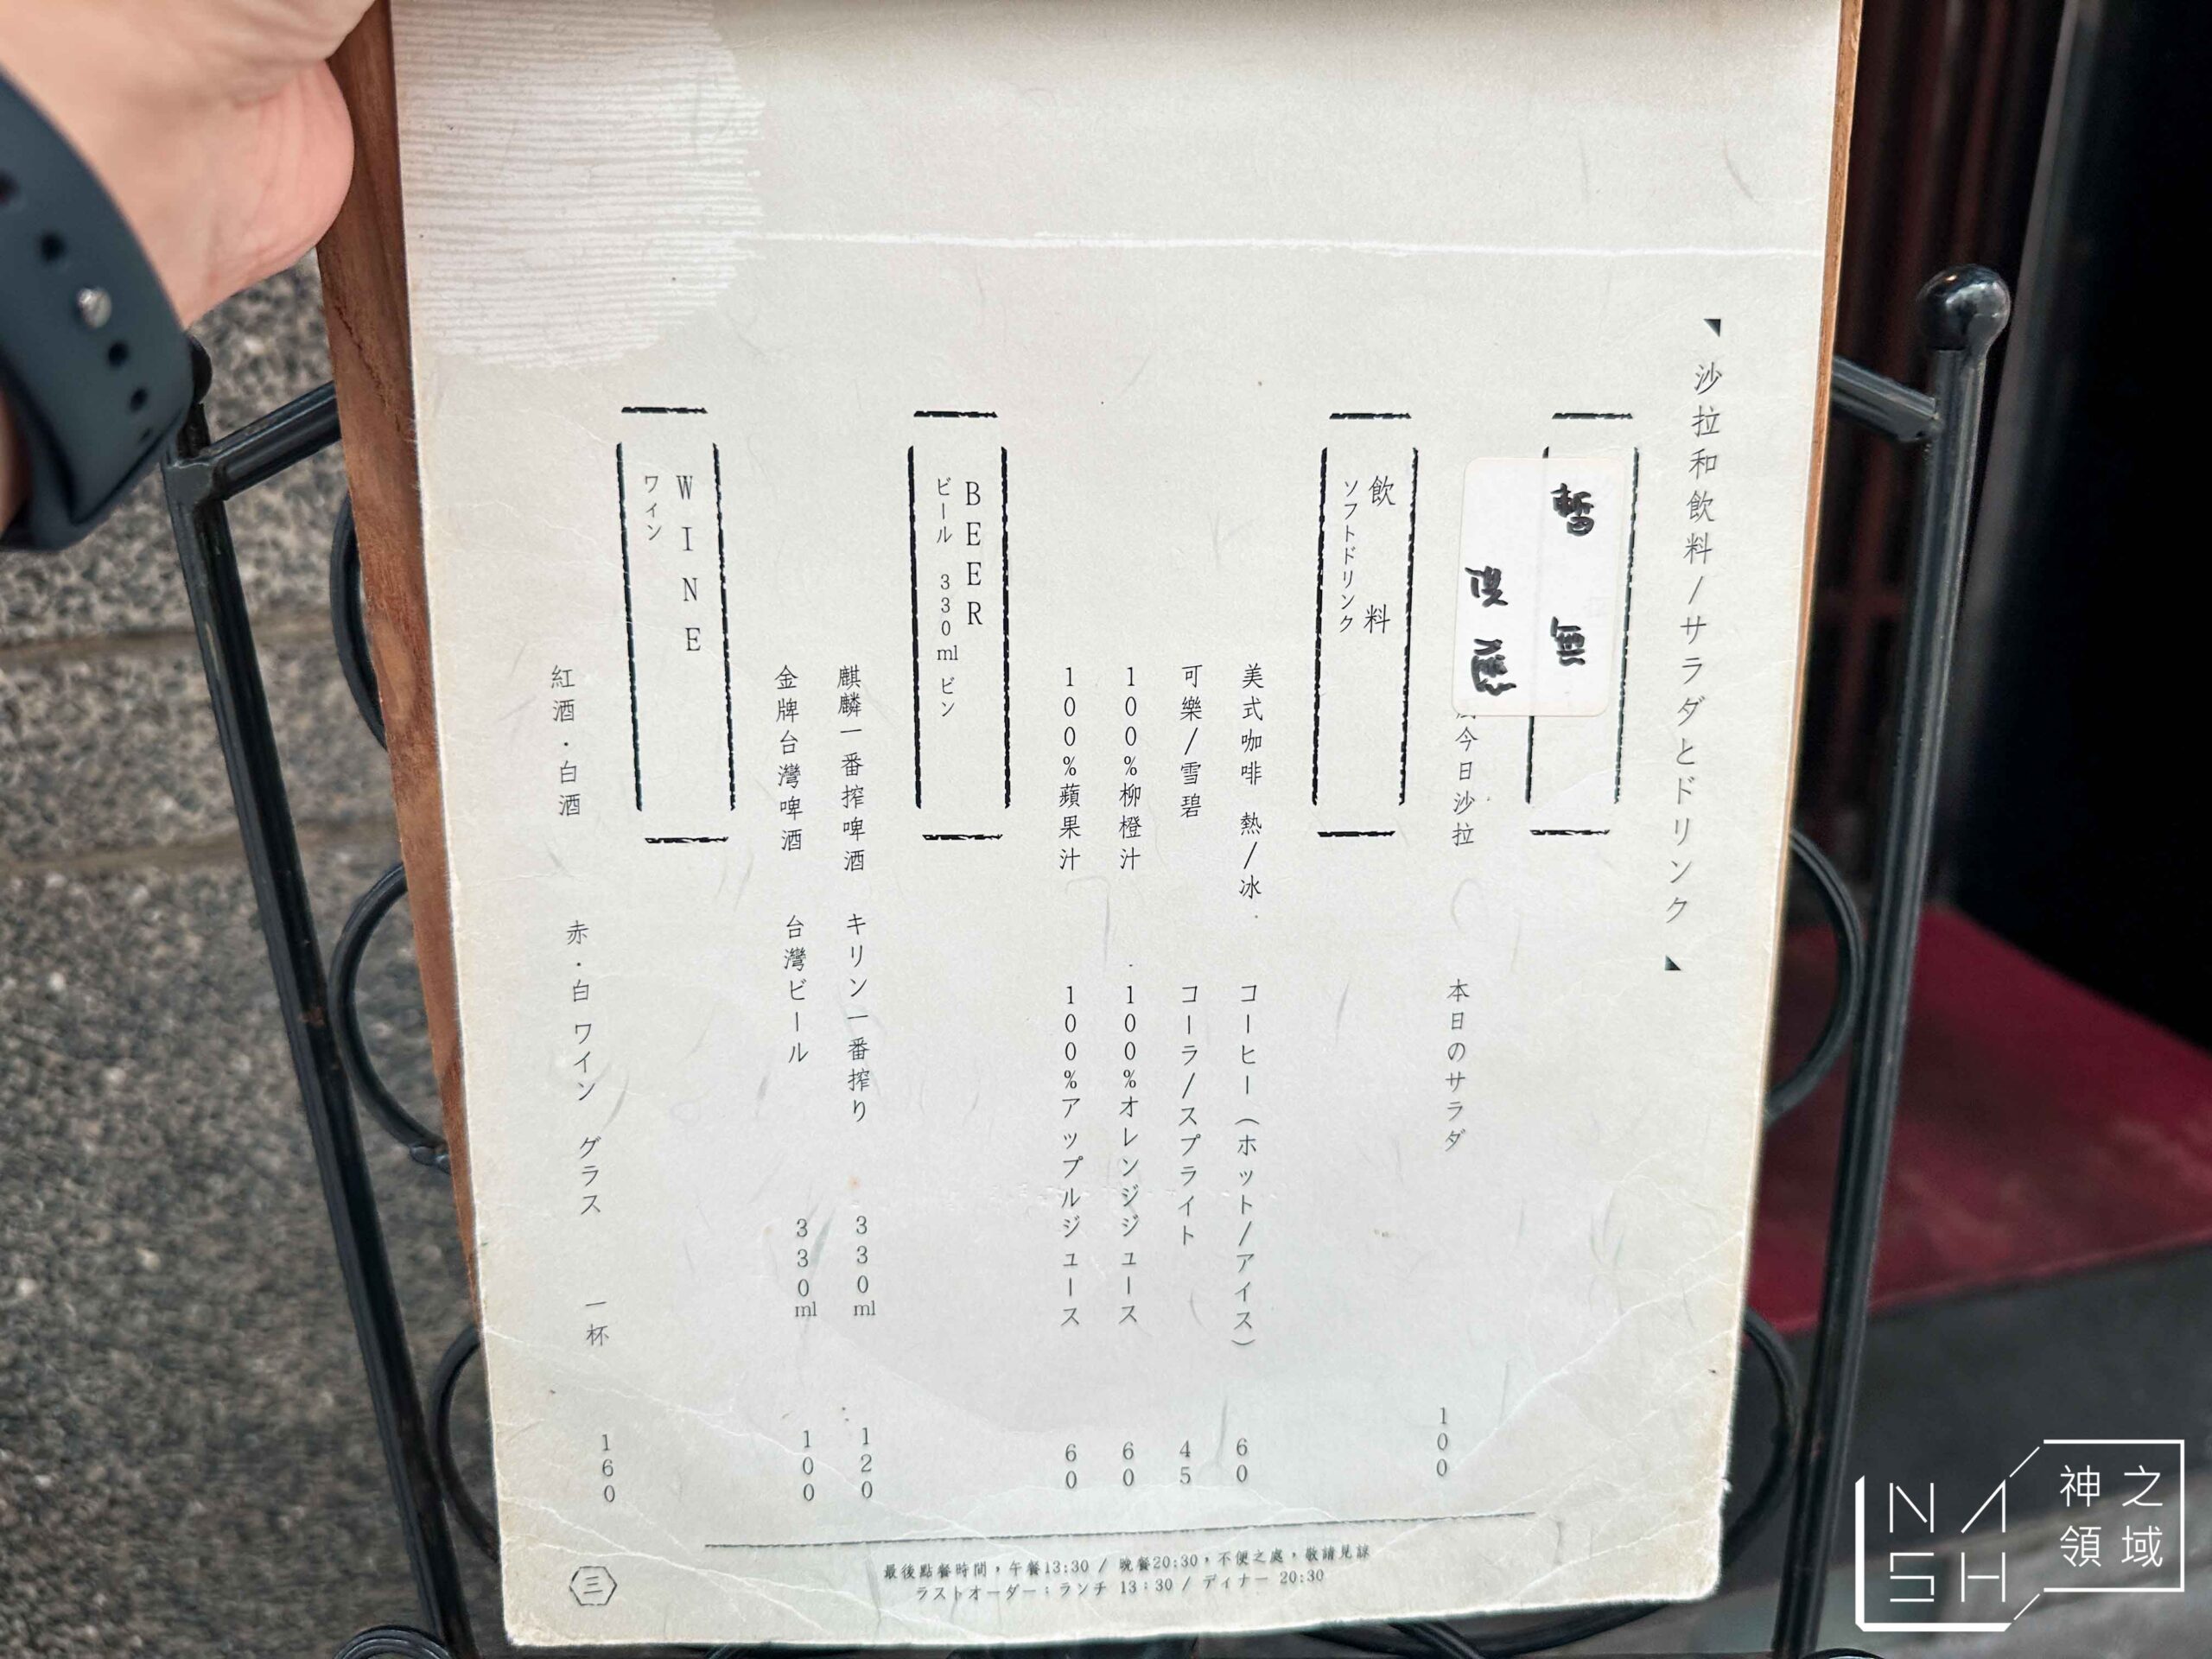 沙拉和飲料/サラダとドリンク
暫無
供應
今日沙拉 本日のサラダ 100
飲料
ソフトドリンク
美式咖啡 熱/冰 コーヒー(ホット/アイス) 60
可樂/雪碧 コーラ/スプライト 45
100%柳橙汁 100%オレンジジュース 60
100%蘋果汁 100%アップルジュース 60
BEER
ビール 330ml ビン
麒麟一番搾啤酒 キリン一番搾り 330ml 120
金牌台灣啤酒 台灣ビール 330ml 100
WINE
ワイン
紅酒・白酒 赤・白 ワイン グラス 一杯 160
最後點餐時間,午餐13:30 / 晚餐20:30,不便之處,敬請見諒
ラストオーダー:ランチ 13:30 / ディナー 20:30
三
NASH
神之
領域